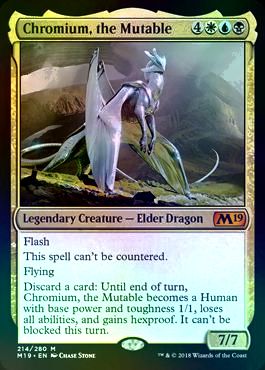 Chromium, the Mutable 4
Legendary Creature — Elder Dragon M19
Flash
This spell can't be countered.
Flying
Discard a card: Until end of turn,
Chromium, the Mutable becomes a Human
with base power and toughness 1/1, loses
all abilities, and gains hexproof. It can't be
blocked this turn.
7/7
214/280 M
M19 • EN CHASE STONE
™ & © 2018 Wizards of the Coast